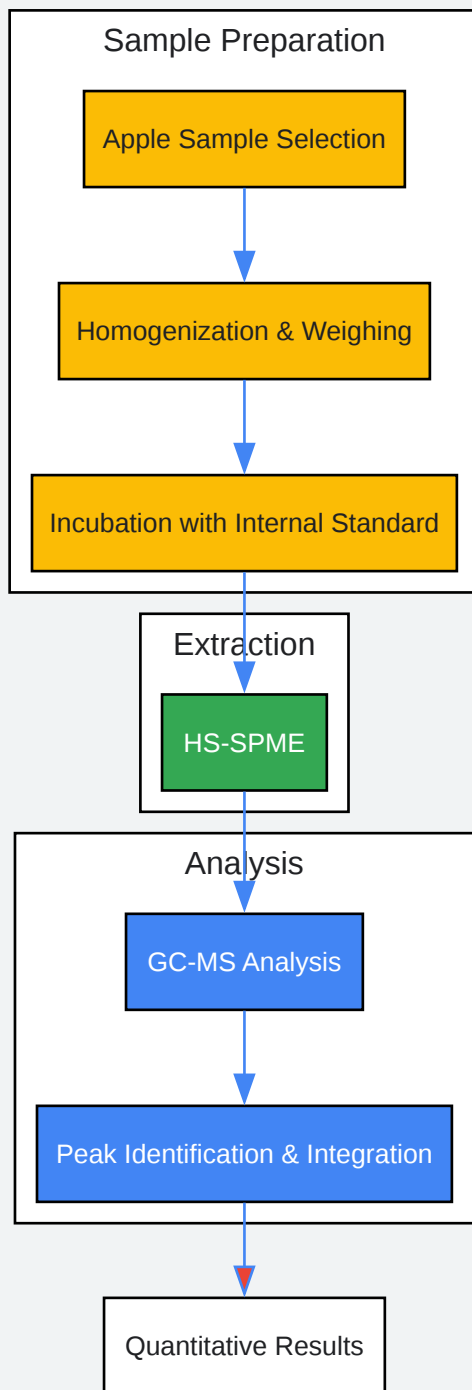 Sample Preparation
Apple Sample Selection
Homogenization & Weighing
Incubation with Internal Standard
Extraction
HS-SPME
Analysis
GC-MS Analysis
Peak Identification & Integration
Quantitative Results